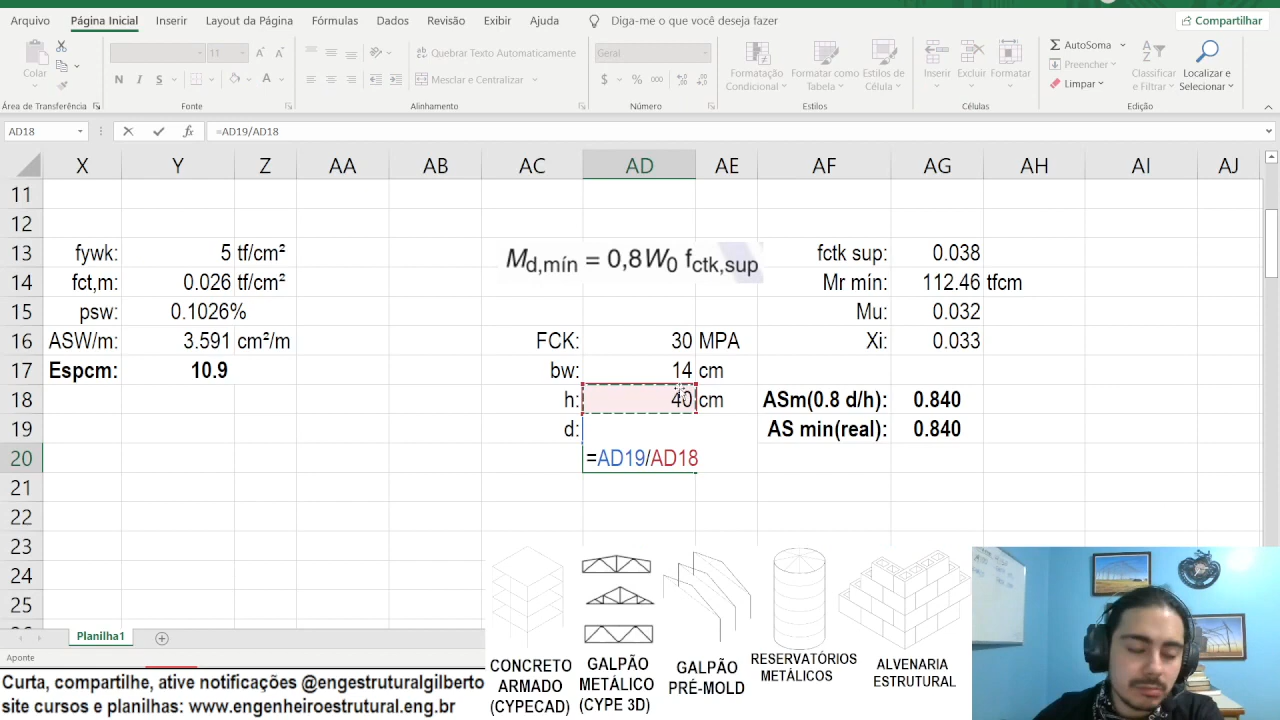 Arquivo Página Inicial Inserir Layout da Página Fórmulas Dados Revisão Exibir Ajuda Diga-me o que você deseja fazer Compartilhar
Colar
11
Quebrar Texto Automaticamente
Geral
N I S
Mesclar e Centralizar
$ % 000
Formatação Condicional
Formatar como Tabela
Estilos de Célula
Inserir Excluir Formatar
AutoSoma
Preencher
Limpar
Classificar e Filtrar
Localizar e Selecionar
Área de Transferência Fonte Alinhamento Número Estilos Células Edição
AD18 fx =AD19/AD18
X Y Z AA AB AC AD AE AF AG AH AI AJ
11
12
13 fywk: 5 tf/cm² fctk sup: 0.038
Md,mín = 0,8W0 fctk,sup
14 fct,m: 0.026 tf/cm² Mr mín: 112.46 tfcm
15 psw: 0.1026% Mu: 0.032
16 ASW/m: 3.591 cm²/m FCK: 30 MPA Xi: 0.033
17 Espcm: 10.9 bw: 14 cm
18 h: 40 cm ASm(0.8 d/h): 0.840
19 d: AS min(real): 0.840
20 =AD19/AD18
21
22
23
24
25
Planilha1
Aponte
CONCRETO ARMADO (CYPECAD)
GALPÃO METÁLICO (CYPE 3D)
GALPÃO PRÉ-MOLD
RESERVATÓRIOS METÁLICOS
ALVENARIA ESTRUTURAL
Curta, compartilhe, ative notificações @engestruturalgilberto
site cursos e planilhas: www.engenheiroestrutural.eng.br